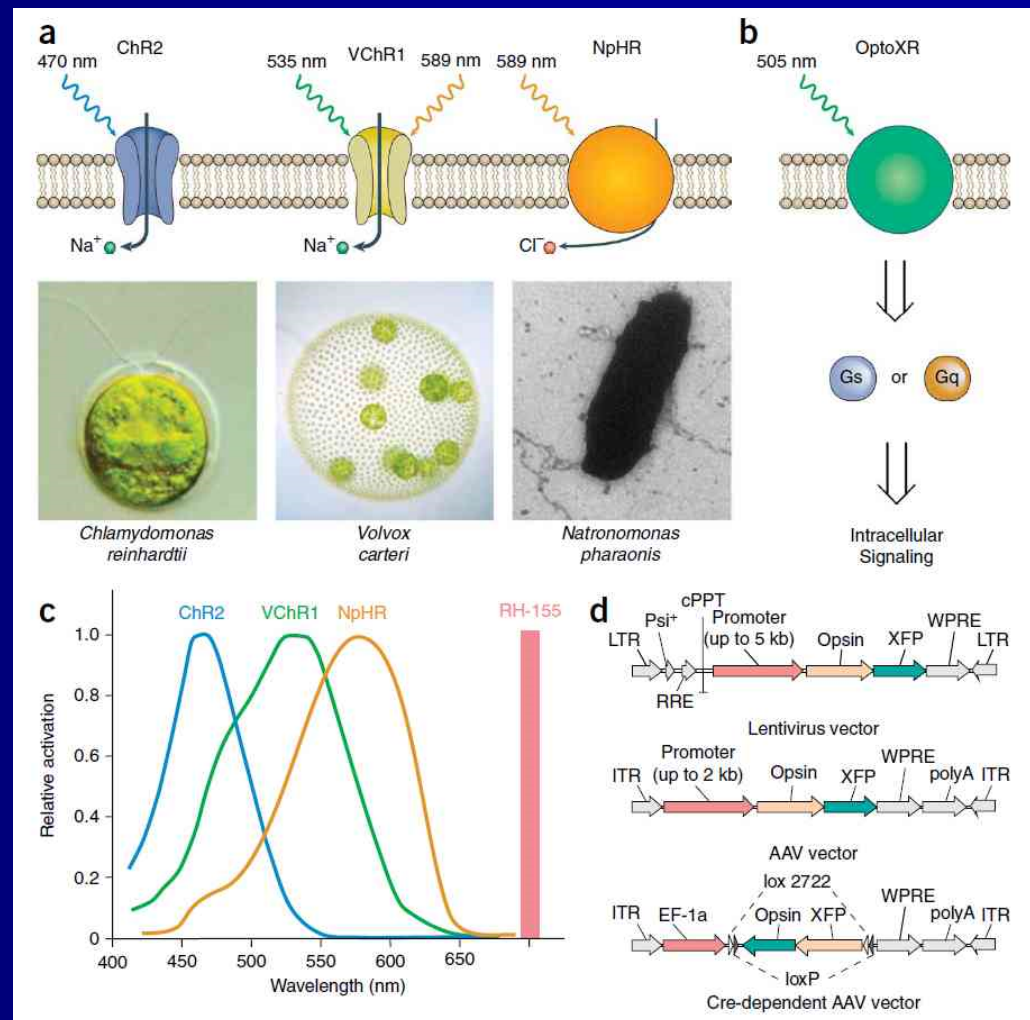 a
ChR2
VChR1
NpHR
470 nm
535 nm
589 nm
589 nm
Na+
Na+
Cl−
Chlamydomonas
reinhardtii
Volvox
carteri
Natronomonas
pharaonis
b
OptoXR
505 nm
Gs or Gq
Intracellular
Signaling
c
ChR2
VChR1
NpHR
RH-155
Relative activation
1.0
0.8
0.6
0.4
0.2
0
400
450
500
550
600
650
Wavelength (nm)
d
LTR
Psi+
cPPT
RRE
Promoter
(up to 5 kb)
Opsin
XFP
WPRE
LTR
Lentivirus vector
ITR
Promoter
(up to 2 kb)
Opsin
XFP
WPRE
polyA
ITR
AAV vector
lox 2722
ITR
EF-1a
Opsin
XFP
WPRE
polyA
ITR
loxP
Cre-dependent AAV vector